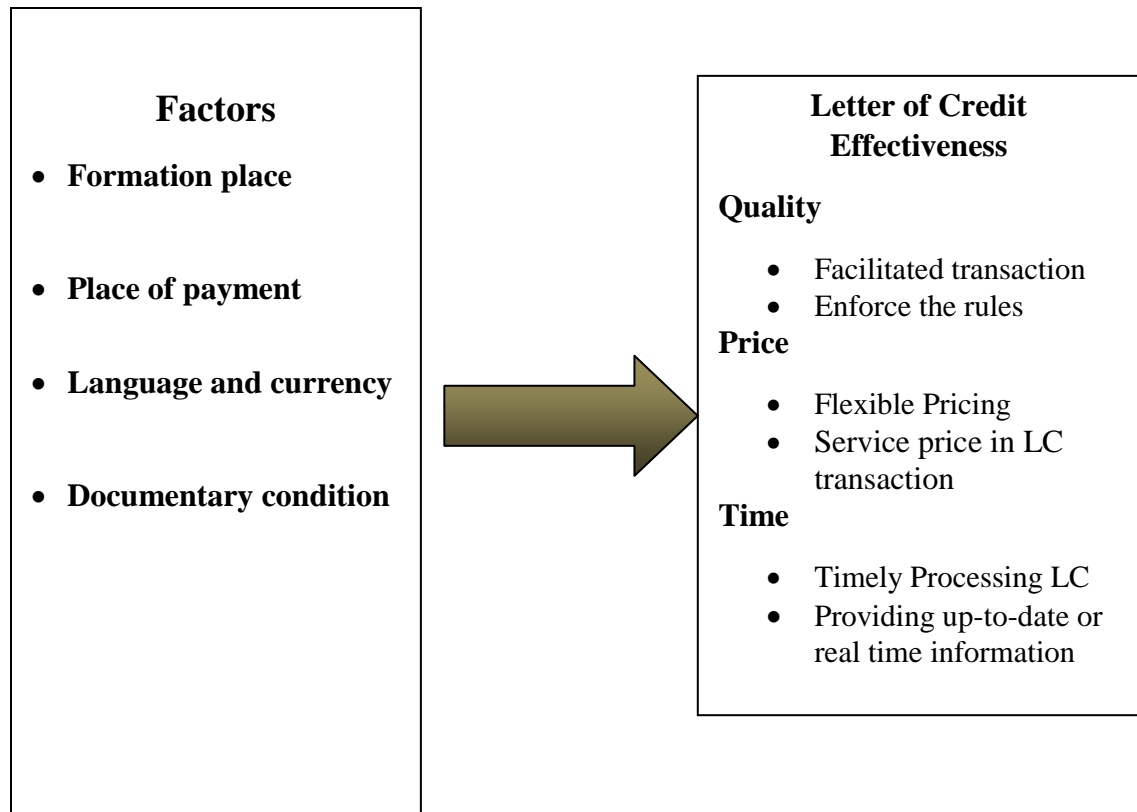 Factors
• Formation place
• Place of payment
• Language and currency
• Documentary condition
Letter of Credit
Effectiveness
Quality
• Facilitated transaction
• Enforce the rules
Price
• Flexible Pricing
• Service price in LC
transaction
Time
• Timely Processing LC
• Providing up-to-date or
real time information